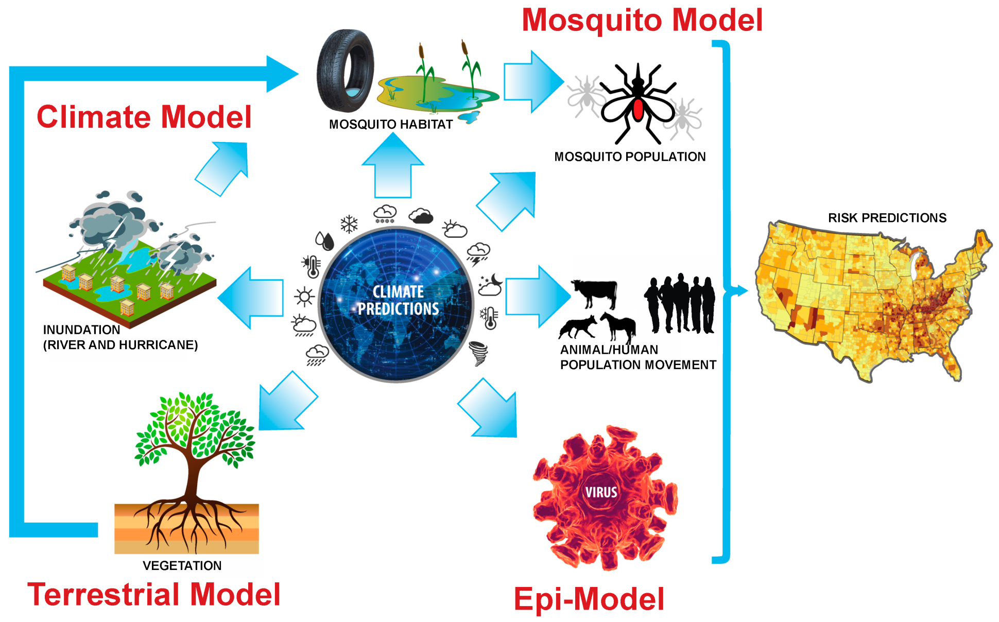 Mosquito Model
Climate Model
MOSQUITO HABITAT
MOSQUITO POPULATION
RISK PREDICTIONS
CLIMATE
PREDICTIONS
INUNDATION
(RIVER AND HURRICANE)
ANIMAL/HUMAN
POPULATION MOVEMENT
VIRUS
VEGETATION
Terrestrial Model
Epi-Model